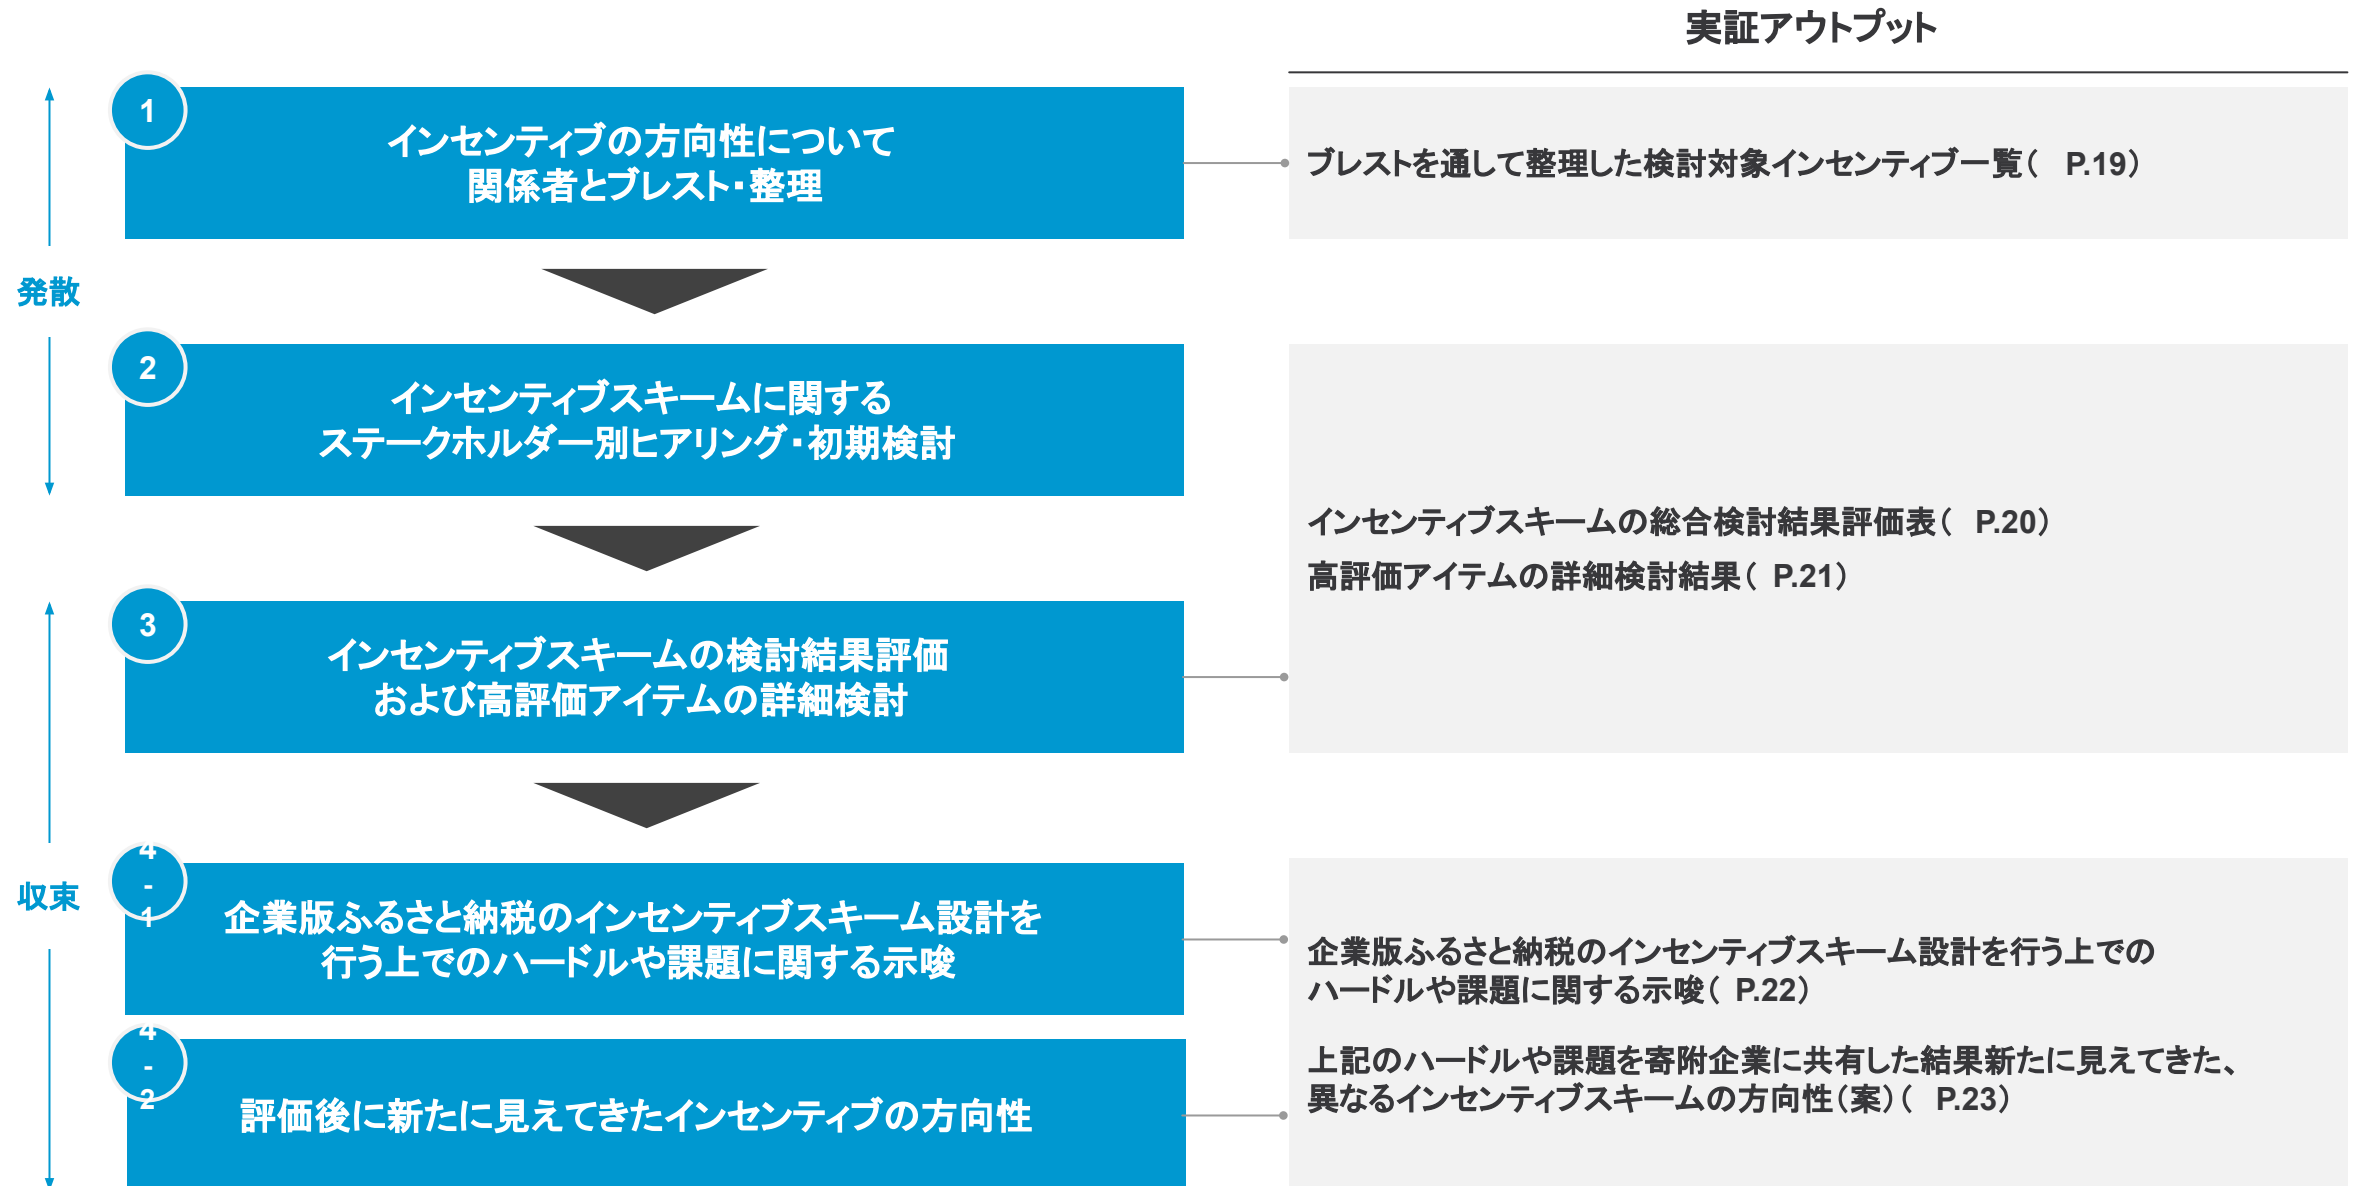 実証アウトプット
1
インセンティブの方向性について
関係者とブレスト・整理
ブレストを通して整理した検討対象インセンティブ一覧( P.19)
発散
2
インセンティブスキームに関する
ステークホルダー別ヒアリング・初期検討
インセンティブスキームの総合検討結果評価表( P.20)
高評価アイテムの詳細検討結果( P.21)
3
インセンティブスキームの検討結果評価
および高評価アイテムの詳細検討
収束
4
-
1
企業版ふるさと納税のインセンティブスキーム設計を
行う上でのハードルや課題に関する示唆
企業版ふるさと納税のインセンティブスキーム設計を行う上での
ハードルや課題に関する示唆( P.22)
4
-
2
評価後に新たに見えてきたインセンティブの方向性
上記のハードルや課題を寄附企業に共有した結果新たに見えてきた、
異なるインセンティブスキームの方向性(案)( P.23)